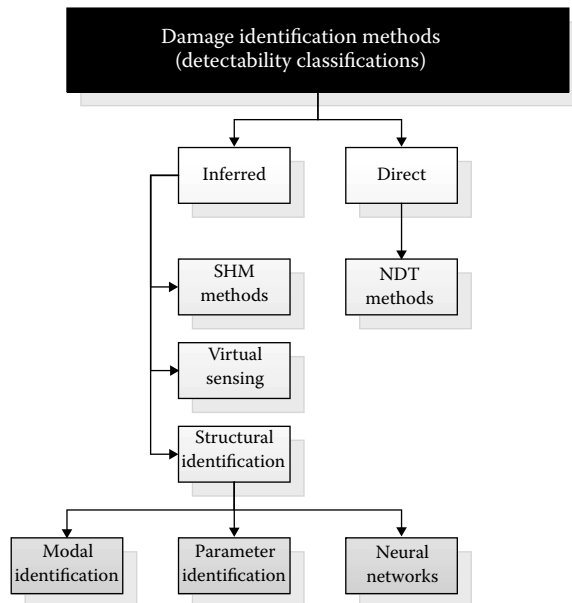 Damage identification methods
(detectability classifications)
Inferred
Direct
SHM
methods
NDT
methods
Virtual
sensing
Structural
identification
Modal
identification
Parameter
identification
Neural
networks